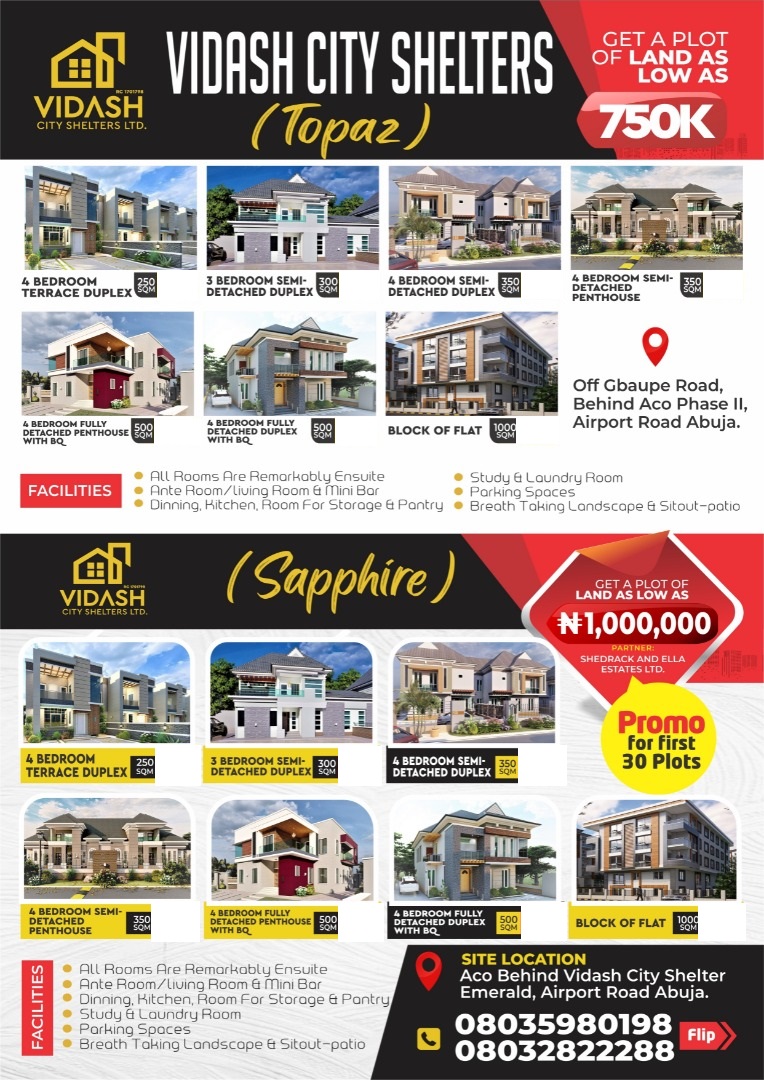 RC 1701798
VIDASH
CITY SHELTERS LTD.
VIDASH CITY SHELTERS
(Topaz)
GET A PLOT
OF LAND AS
LOW AS
750K
4 BEDROOM
TERRACE DUPLEX
250
SQM
3 BEDROOM SEMI-
DETACHED DUPLEX
300
SQM
4 BEDROOM SEMI-
DETACHED DUPLEX
350
SQM
4 BEDROOM SEMI-
DETACHED
PENTHOUSE
350
SQM
4 BEDROOM FULLY
DETACHED PENTHOUSE
WITH BQ
500
SQM
4 BEDROOM FULLY
DETACHED DUPLEX
WITH BQ
500
SQM
BLOCK OF FLAT
1000
SQM
Off Gbaupe Road,
Behind Aco Phase II,
Airport Road Abuja.
FACILITIES
All Rooms Are Remarkably Ensuite
Ante Room/living Room & Mini Bar
Dinning, Kitchen, Room For Storage & Pantry
Study & Laundry Room
Parking Spaces
Breath Taking Landscape & Sitout-patio
VIDASH
CITY SHELTERS LTD.
(Sapphire)
GET A PLOT OF
LAND AS LOW AS
₦1,000,000
PARTNER:
SHEDRACK AND ELLA
ESTATES LTD.
Promo
for first
30 Plots
4 BEDROOM
TERRACE DUPLEX
250
SQM
3 BEDROOM SEMI-
DETACHED DUPLEX
300
SQM
4 BEDROOM SEMI-
DETACHED DUPLEX
350
SQM
4 BEDROOM SEMI-
DETACHED
PENTHOUSE
350
SQM
4 BEDROOM FULLY
DETACHED PENTHOUSE
WITH BQ
500
SQM
4 BEDROOM FULLY
DETACHED DUPLEX
WITH BQ
500
SQM
BLOCK OF FLAT
1000
SQM
FACILITIES
All Rooms Are Remarkably Ensuite
Ante Room/living Room & Mini Bar
Dinning, Kitchen, Room For Storage & Pantry
Study & Laundry Room
Parking Spaces
Breath Taking Landscape & Sitout-patio
SITE LOCATION
Aco Behind Vidash City Shelter
Emerald, Airport Road Abuja.
08035980198
08032822288
Flip